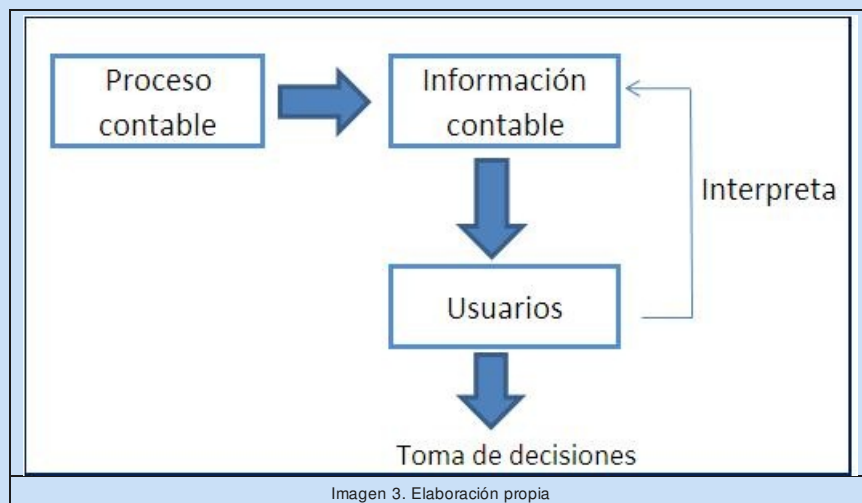 Proceso
contable
Información
contable
Interpreta
Usuarios
Toma de decisiones
Imagen 3. Elaboración propia